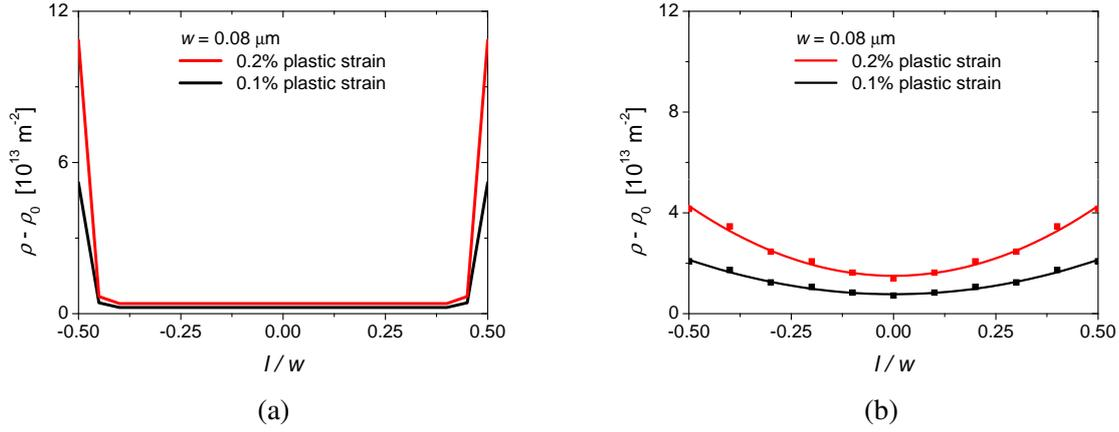 12
6
0
ρ - ρ0 [10^13 m^-2]
w = 0.08 μm
0.2% plastic strain
0.1% plastic strain
-0.50 -0.25 0.00 0.25 0.50
l / w
(a)
12
8
4
0
ρ - ρ0 [10^13 m^-2]
w = 0.08 μm
0.2% plastic strain
0.1% plastic strain
-0.50 -0.25 0.00 0.25 0.50
l / w
(b)